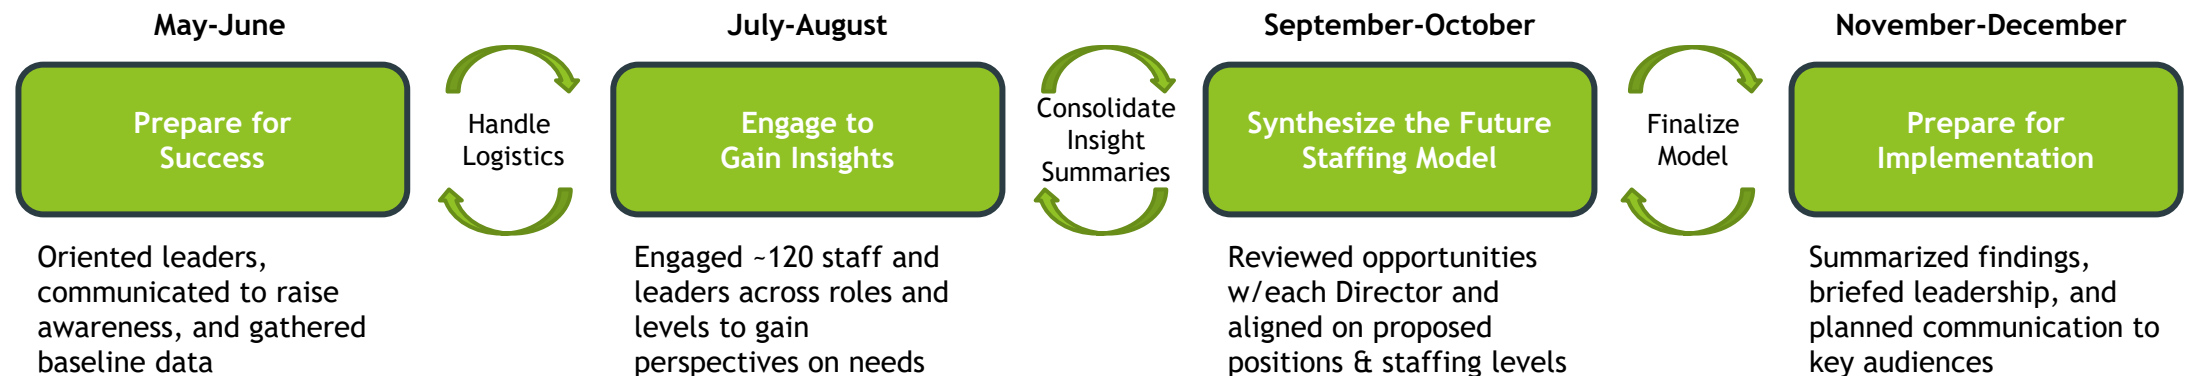 May-June
Prepare for
Success
Oriented leaders,
communicated to raise
awareness, and gathered
baseline data
Handle
Logistics
July-August
Engage to
Gain Insights
Engaged ~120 staff and
leaders across roles and
levels to gain
perspectives on needs
Consolidate
Insight
Summaries
September-October
Synthesize the Future
Staffing Model
Reviewed opportunities
w/each Director and
aligned on proposed
positions & staffing levels
Finalize
Model
November-December
Prepare for
Implementation
Summarized findings,
briefed leadership, and
planned communication to
key audiences